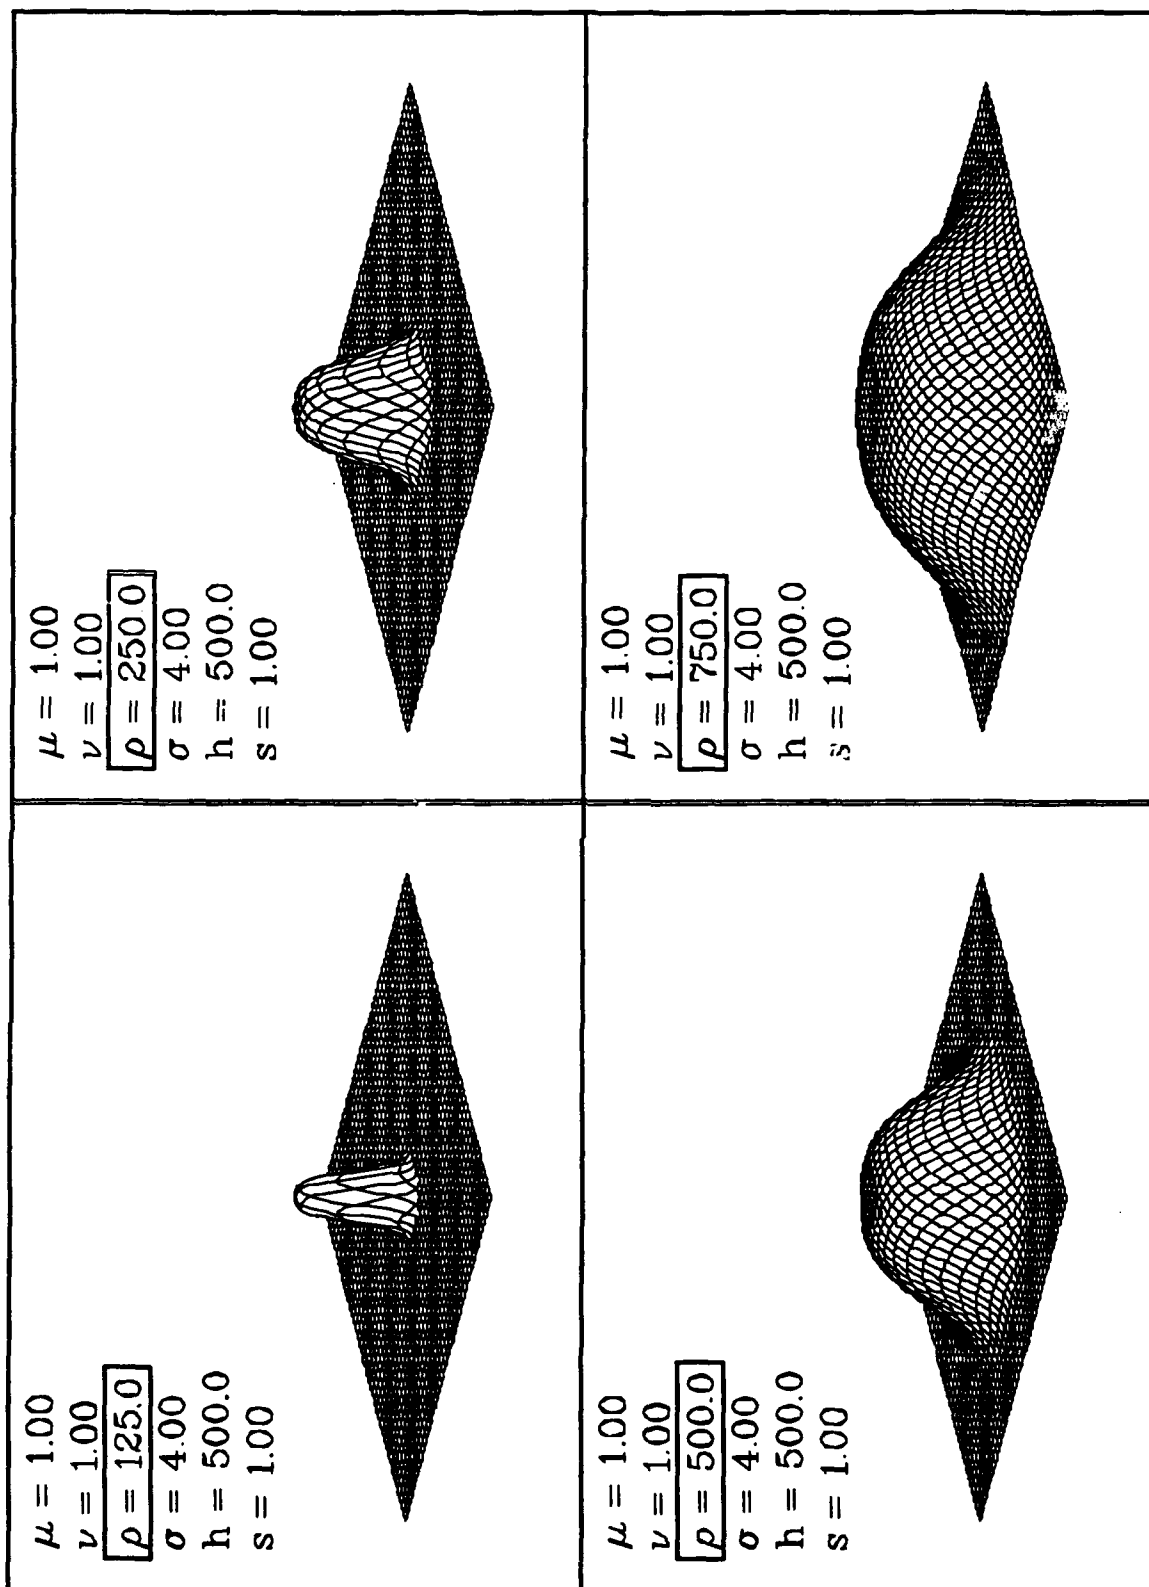 μ = 1.00
ν = 1.00
ρ = 125.0
σ = 4.00
h = 500.0
s = 1.00
μ = 1.00
ν = 1.00
ρ = 250.0
σ = 4.00
h = 500.0
s = 1.00
μ = 1.00
ν = 1.00
ρ = 500.0
σ = 4.00
h = 500.0
s = 1.00
μ = 1.00
ν = 1.00
ρ = 750.0
σ = 4.00
h = 500.0
s = 1.00